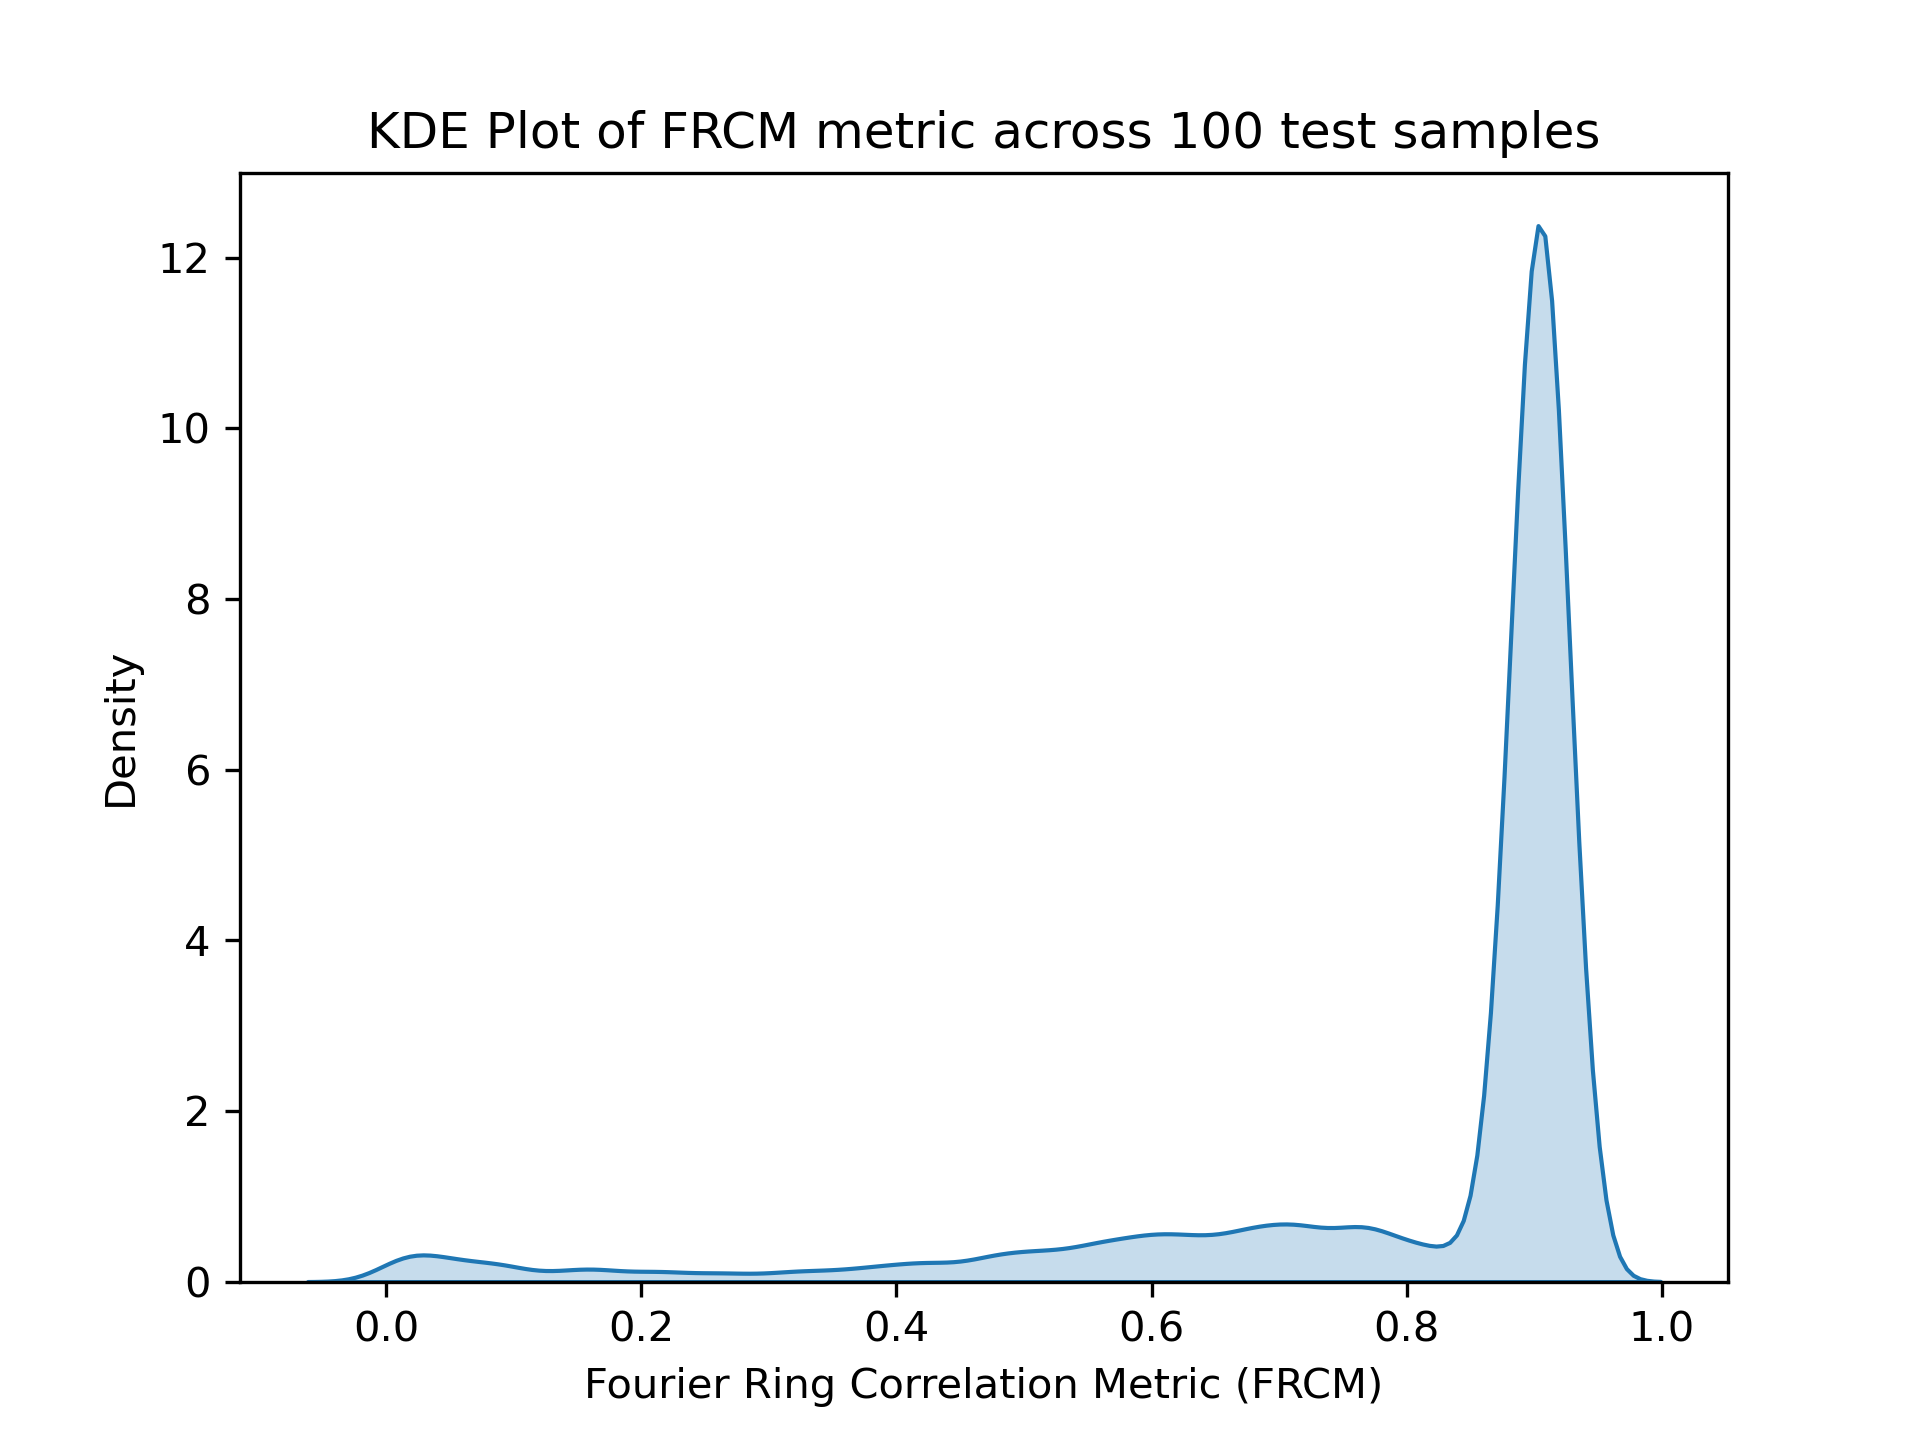 KDE Plot of FRCM metric across 100 test samples
12
10
8
6
4
2
0
Density
0.0 0.2 0.4 0.6 0.8 1.0
Fourier Ring Correlation Metric (FRCM)